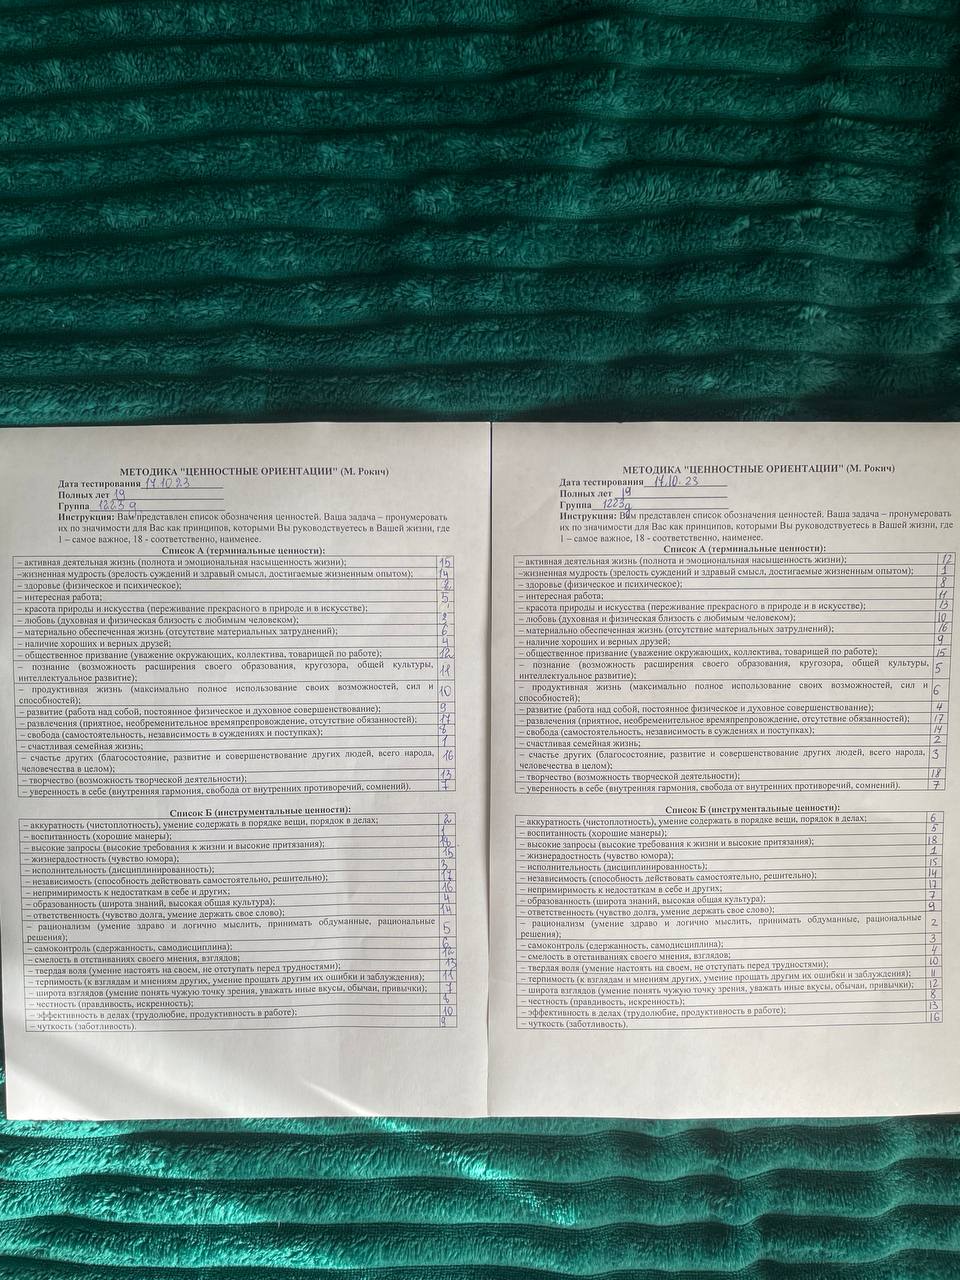 МЕТОДИКА "ЦЕННОСТНЫЕ ОРИЕНТАЦИИ" (М. Рокич)
Дата тестирования 17.10.23
Полных лет 19
Группа 1223
Инструкция: Вам представлен список обозначения ценностей. Ваша задача – пронумеровать
их по значимости для Вас как принципов, которыми Вы руководствуетесь в Вашей жизни, где
1 – самое важное, 18 - соответственно, наименее.
Список А (терминальные ценности):
– активная деятельная жизнь (полнота и эмоциональная насыщенность жизни); 15
–жизненная мудрость (зрелость суждений и здравый смысл, достигаемые жизненным опытом); 14
– здоровье (физическое и психическое);
– интересная работа; 5
– красота природы и искусства (переживание прекрасного в природе и в искусстве);
– любовь (духовная и физическая близость с любимым человеком); 2
– материально обеспеченная жизнь (отсутствие материальных затруднений); 6
– наличие хороших и верных друзей; 4
– общественное призвание (уважение окружающих, коллектива, товарищей по работе); 12
– познание (возможность расширения своего образования, кругозора, общей культуры, 11
интеллектуальное развитие);
– продуктивная жизнь (максимально полное использование своих возможностей, сил и 10
способностей);
– развитие (работа над собой, постоянное физическое и духовное совершенствование); 9
– развлечения (приятное, необременительное времяпрепровождение, отсутствие обязанностей); 17
– свобода (самостоятельность, независимость в суждениях и поступках); 8
– счастливая семейная жизнь; 1
– счастье других (благосостояние, развитие и совершенствование других людей, всего народа, 16
человечества в целом);
– творчество (возможность творческой деятельности); 13
– уверенность в себе (внутренняя гармония, свобода от внутренних противоречий, сомнений). 7
Список Б (инструментальные ценности):
– аккуратность (чистоплотность), умение содержать в порядке вещи, порядок в делах; 2
– воспитанность (хорошие манеры); 1
– высокие запросы (высокие требования к жизни и высокие притязания);
– жизнерадостность (чувство юмора); 15
– исполнительность (дисциплинированность); 3
– независимость (способность действовать самостоятельно, решительно); 17
– непримиримость к недостаткам в себе и других; 16
– образованность (широта знаний, высокая общая культура); 4
– ответственность (чувство долга, умение держать свое слово); 14
– рационализм (умение здраво и логично мыслить, принимать обдуманные, рациональные 5
решения);
– самоконтроль (сдержанность, самодисциплина); 6
– смелость в отстаиваниях своего мнения, взглядов; 12
– твердая воля (умение настоять на своем, не отступать перед трудностями); 13
– терпимость (к взглядам и мнениям других, умение прощать другим их ошибки и заблуждения); 11
– широта взглядов (умение понять чужую точку зрения, уважать иные вкусы, обычаи, привычки); 7
– честность (правдивость, искренность);
– эффективность в делах (трудолюбие, продуктивность в работе); 10
– чуткость (заботливость).
МЕТОДИКА "ЦЕННОСТНЫЕ ОРИЕНТАЦИИ" (М. Рокич)
Дата тестирования 17.10.23
Полных лет 19
Группа 1223
Инструкция: Вам представлен список обозначения ценностей. Ваша задача – пронумеровать
их по значимости для Вас как принципов, которыми Вы руководствуетесь в Вашей жизни, где
1 – самое важное, 18 - соответственно, наименее.
Список А (терминальные ценности):
– активная деятельная жизнь (полнота и эмоциональная насыщенность жизни); 12
–жизненная мудрость (зрелость суждений и здравый смысл, достигаемые жизненным опытом); 1
– здоровье (физическое и психическое); 8
– интересная работа; 11
– красота природы и искусства (переживание прекрасного в природе и в искусстве); 13
– любовь (духовная и физическая близость с любимым человеком); 10
– материально обеспеченная жизнь (отсутствие материальных затруднений); 16
– наличие хороших и верных друзей; 9
– общественное призвание (уважение окружающих, коллектива, товарищей по работе); 15
– познание (возможность расширения своего образования, кругозора, общей культуры, 5
интеллектуальное развитие);
– продуктивная жизнь (максимально полное использование своих возможностей, сил и 6
способностей);
– развитие (работа над собой, постоянное физическое и духовное совершенствование); 4
– развлечения (приятное, необременительное времяпрепровождение, отсутствие обязанностей); 17
– свобода (самостоятельность, независимость в суждениях и поступках); 14
– счастливая семейная жизнь; 2
– счастье других (благосостояние, развитие и совершенствование других людей, всего народа, 3
человечества в целом);
– творчество (возможность творческой деятельности); 18
– уверенность в себе (внутренняя гармония, свобода от внутренних противоречий, сомнений). 7
Список Б (инструментальные ценности):
– аккуратность (чистоплотность), умение содержать в порядке вещи, порядок в делах; 6
– воспитанность (хорошие манеры); 5
– высокие запросы (высокие требования к жизни и высокие притязания); 18
– жизнерадостность (чувство юмора); 1
– исполнительность (дисциплинированность); 15
– независимость (способность действовать самостоятельно, решительно); 14
– непримиримость к недостаткам в себе и других; 17
– образованность (широта знаний, высокая общая культура); 7
– ответственность (чувство долга, умение держать свое слово); 9
– рационализм (умение здраво и логично мыслить, принимать обдуманные, рациональные 2
решения);
– самоконтроль (сдержанность, самодисциплина); 3
– смелость в отстаиваниях своего мнения, взглядов; 4
– твердая воля (умение настоять на своем, не отступать перед трудностями); 10
– терпимость (к взглядам и мнениям других, умение прощать другим их ошибки и заблуждения); 11
– широта взглядов (умение понять чужую точку зрения, уважать иные вкусы, обычаи, привычки); 12
– честность (правдивость, искренность); 8
– эффективность в делах (трудолюбие, продуктивность в работе); 13
– чуткость (заботливость). 16